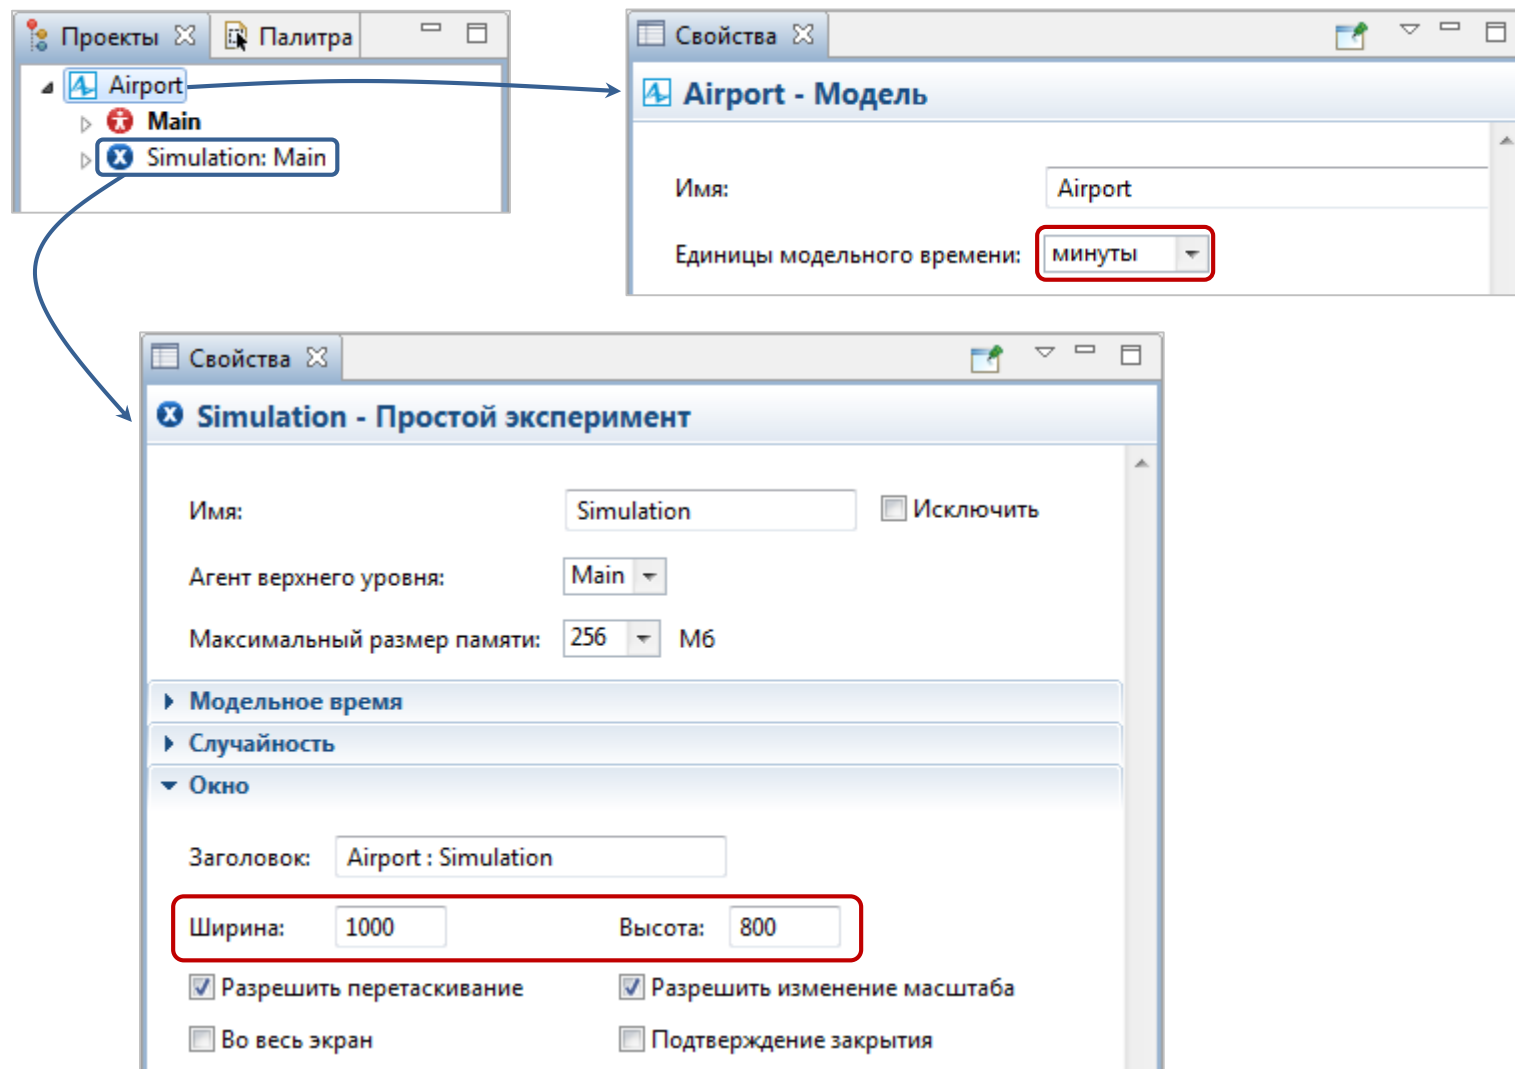 Проекты
Палитра
Airport
Main
Simulation: Main
Свойства
Airport - Модель
Имя: Airport
Единицы модельного времени: минуты
Свойства
Simulation - Простой эксперимент
Имя: Simulation Исключить
Агент верхнего уровня: Main
Максимальный размер памяти: 256 Мб
Модельное время
Случайность
Окно
Заголовок: Airport : Simulation
Ширина: 1000 Высота: 800
Разрешить перетаскивание Разрешить изменение масштаба
Во весь экран Подтверждение закрытия